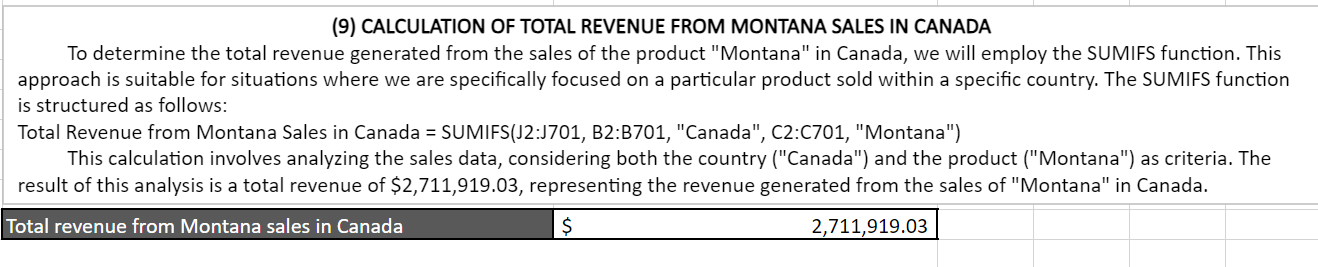 (9) CALCULATION OF TOTAL REVENUE FROM MONTANA SALES IN CANADA
To determine the total revenue generated from the sales of the product "Montana" in Canada, we will employ the SUMIFS function. This
approach is suitable for situations where we are specifically focused on a particular product sold within a specific country. The SUMIFS function
is structured as follows:
Total Revenue from Montana Sales in Canada = SUMIFS(J2:J701, B2:B701, "Canada", C2:C701, "Montana")
This calculation involves analyzing the sales data, considering both the country ("Canada") and the product ("Montana") as criteria. The
result of this analysis is a total revenue of $2,711,919.03, representing the revenue generated from the sales of "Montana" in Canada.
Total revenue from Montana sales in Canada $ 2,711,919.03